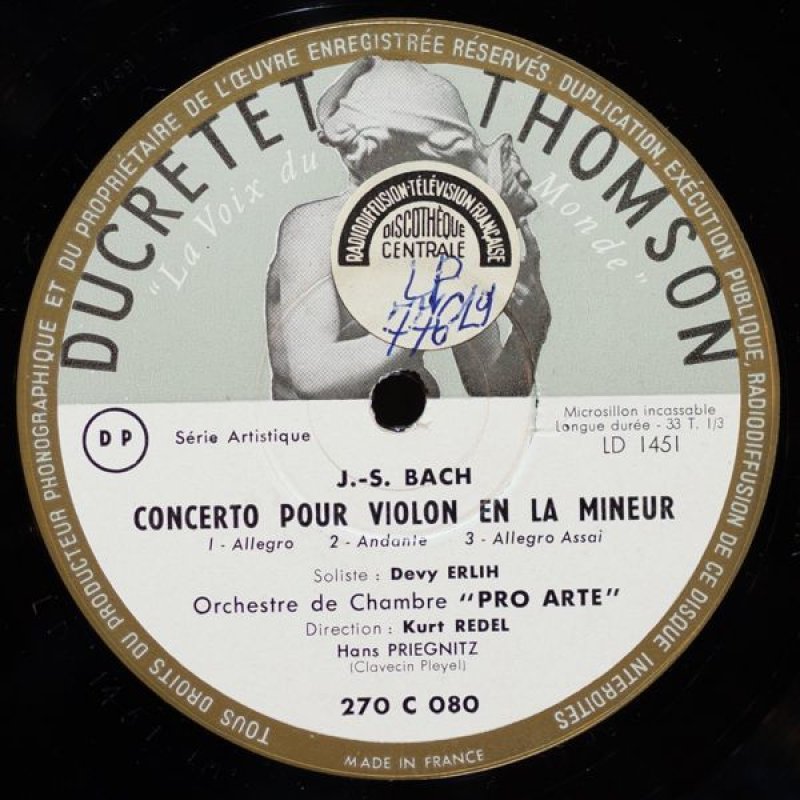 TOUS DROITS DU PRODUCTEUR PHONOGRAPHIQUE ET DU PROPRIÉTAIRE DE L'ŒUVRE ENREGISTRÉE RÉSERVÉS. DUPLICATION, EXÉCUTION PUBLIQUE, RADIODIFFUSION DE CE DISQUE INTERDITES
DUCRETET THOMSON
"La Voix du Monde"
RADIODIFFUSION-TÉLÉVISION FRANÇAISE
DISCOTHÈQUE
CENTRALE
LP
D P
Série Artistique
Microsillon incassable
Longue durée - 33 T. 1/3
LD 1451
J.-S. BACH
CONCERTO POUR VIOLON EN LA MINEUR
1 - Allegro 2 - Andante 3 - Allegro Assai
Soliste : Devy ERLIH
Orchestre de Chambre "PRO ARTE"
Direction : Kurt REDEL
Hans PRIEGNITZ
(Clavecin Pleyel)
270 C 080
MADE IN FRANCE